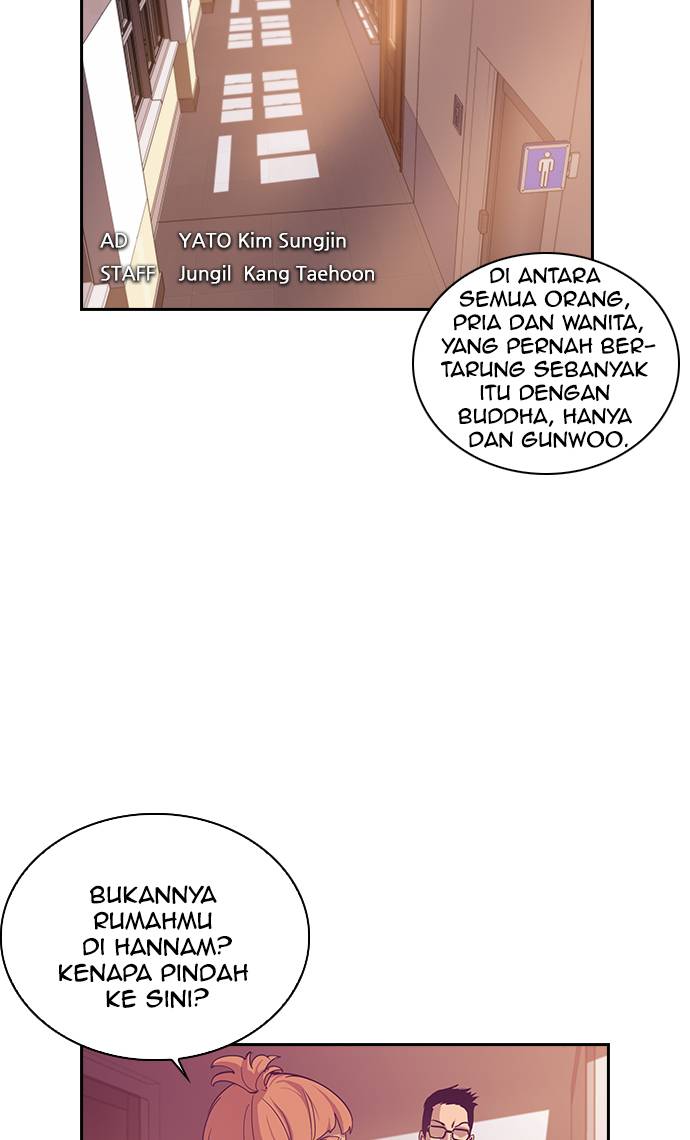 AD YATO Kim Sungjin
STAFF Jungil Kang Taehoon
DI ANTARA
SEMUA ORANG,
PRIA DAN WANITA,
YANG PERNAH BER-
TARUNG SEBANYAK
ITU DENGAN
BUDDHA, HANYA
DAN GUNWOO.
BUKANNYA
RUMAHMU
DI HANNAM?
KENAPA PINDAH
KE SINI?